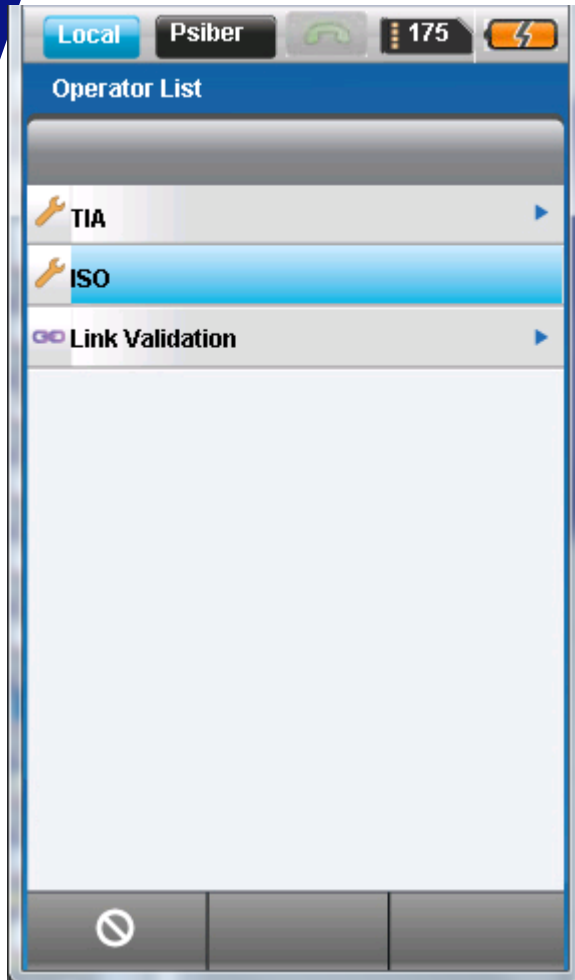 Local Psiber 175
Operator List
TIA
ISO
Link Validation